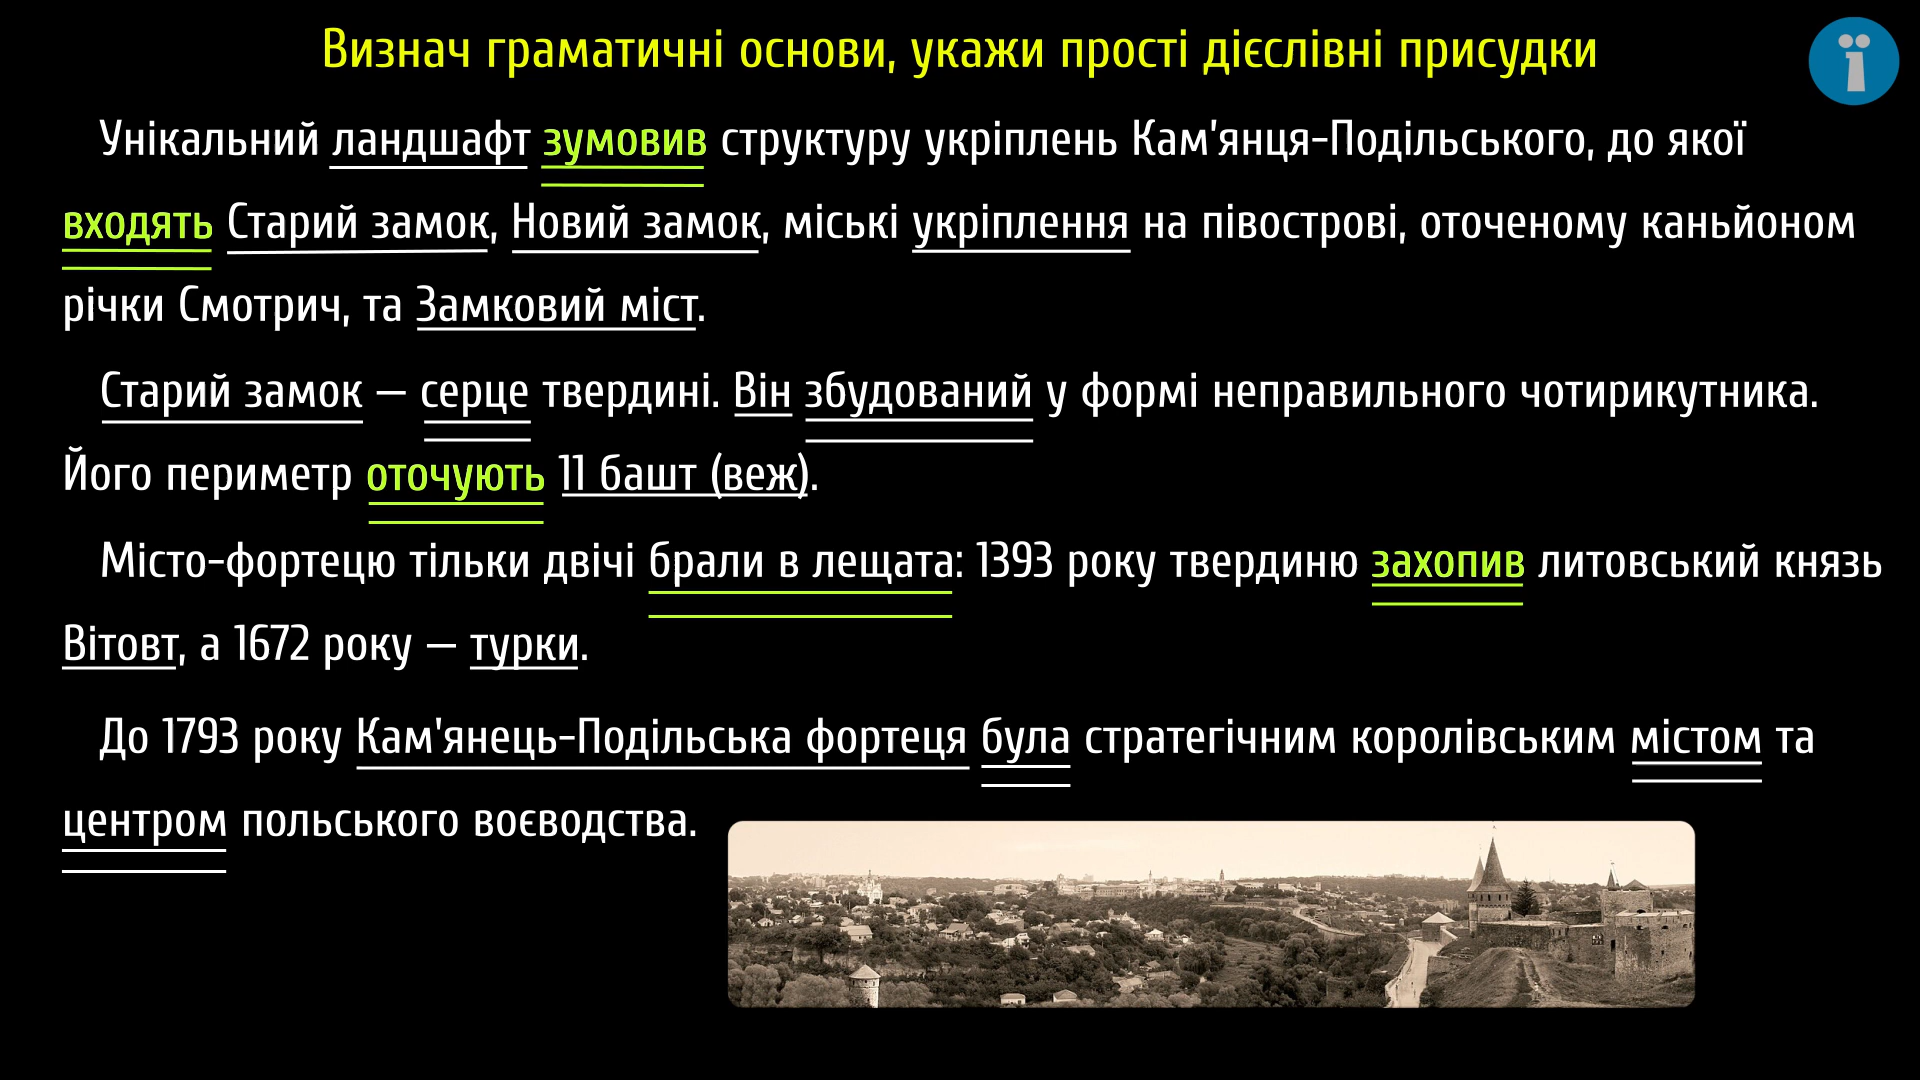 Визнач граматичні основи, укажи прості дієслівні присудки
ї
Унікальний ландшафт зумовив структуру укріплень Кам’янця-Подільського, до якої
входять Старий замок, Новий замок, міські укріплення на півострові, оточеному каньйоном
річки Смотрич, та Замковий міст.
Старий замок — серце твердині. Він збудований у формі неправильного чотирикутника.
Його периметр оточують 11 башт (веж).
Місто-фортецю тільки двічі брали в лещата: 1393 року твердиню захопив литовський князь
Вітовт, а 1672 року — турки.
До 1793 року Кам'янець-Подільська фортеця була стратегічним королівським містом та
центром польського воєводства.